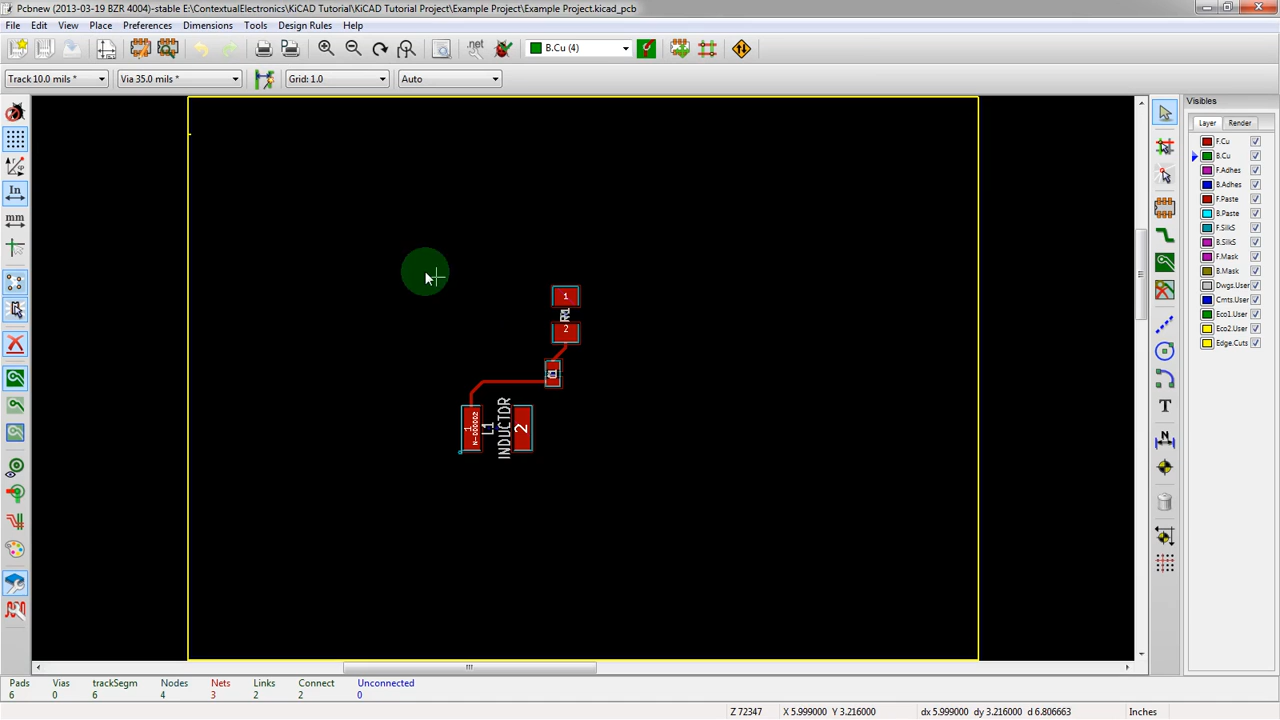 Pcbnew (2013-03-19 BZR 4004)-stable E:\ContextualElectronics\KiCAD Tutorial\KiCAD Tutorial Project\Example Project\Example Project.kicad_pcb
File Edit View Place Preferences Dimensions Tools Design Rules Help
.net B.Cu (4)
Track 10.0 mils * Via 35.0 mils * Grid: 1.0 Auto
Visibles
Layer Render
F.Cu
B.Cu
F.Adhes
B.Adhes
F.Paste
B.Paste
F.SilkS
B.SilkS
F.Mask
B.Mask
Dwgs.User
Cmts.User
Eco1.User
Eco2.User
Edge.Cuts
In
mm
1
R1
2
1
N-000002
L1
INDUCTOR
2
T
N
Pads Vias trackSegm Nodes Nets Links Connect Unconnected
6 0 6 4 3 2 2 0
Z 72347 X 5.999000 Y 3.216000 dx 5.999000 dy 3.216000 d 6.806663 Inches